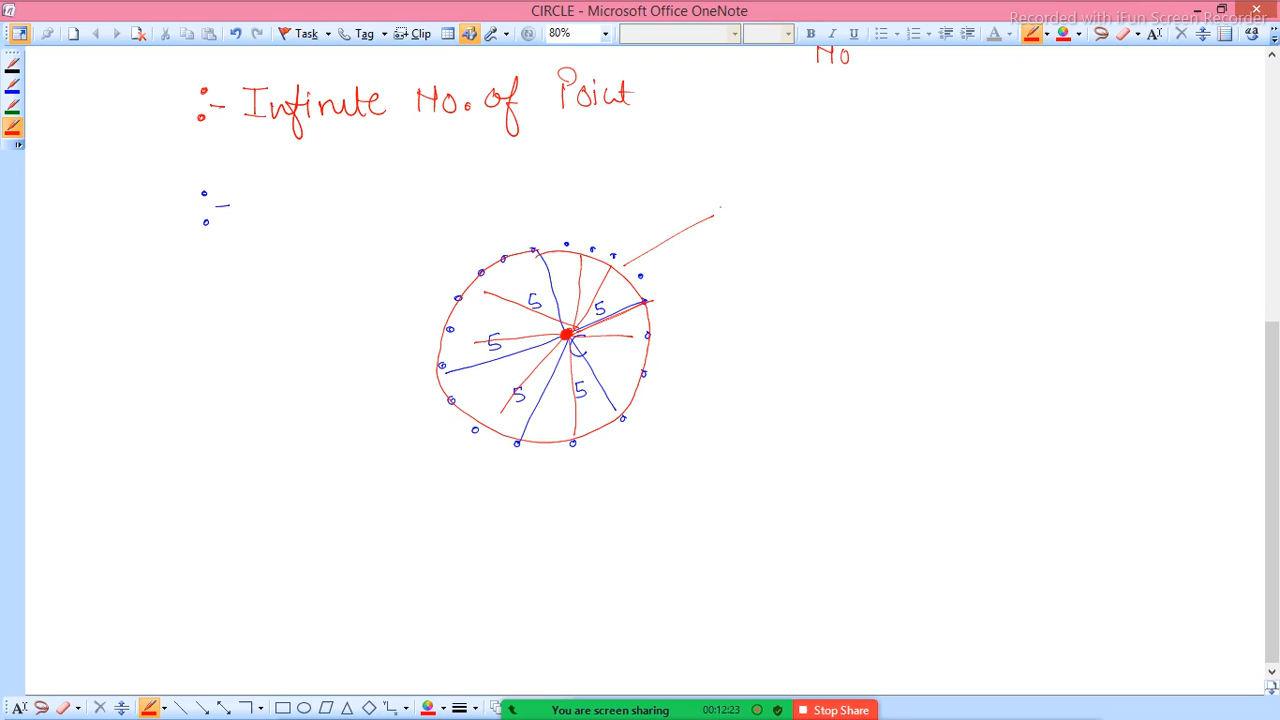 CIRCLE - Microsoft Office OneNote
Recorded with iFun Screen Recorder
Task Tag Clip 80% B I U
No
:- Infinite No. of Point
:-
5 5
5 C
5 5
You are screen sharing 00:12:23 Stop Share